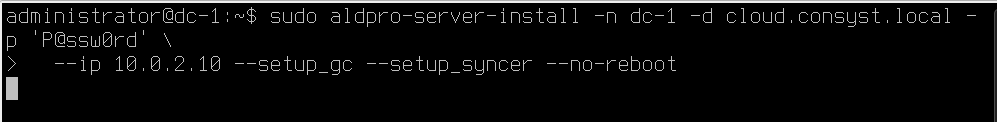 administrator@dc-1:~$ sudo aldpro-server-install -n dc-1 -d cloud.consyst.local -
p 'P@ssw0rd' \
>   --ip 10.0.2.10 --setup_gc --setup_syncer --no-reboot